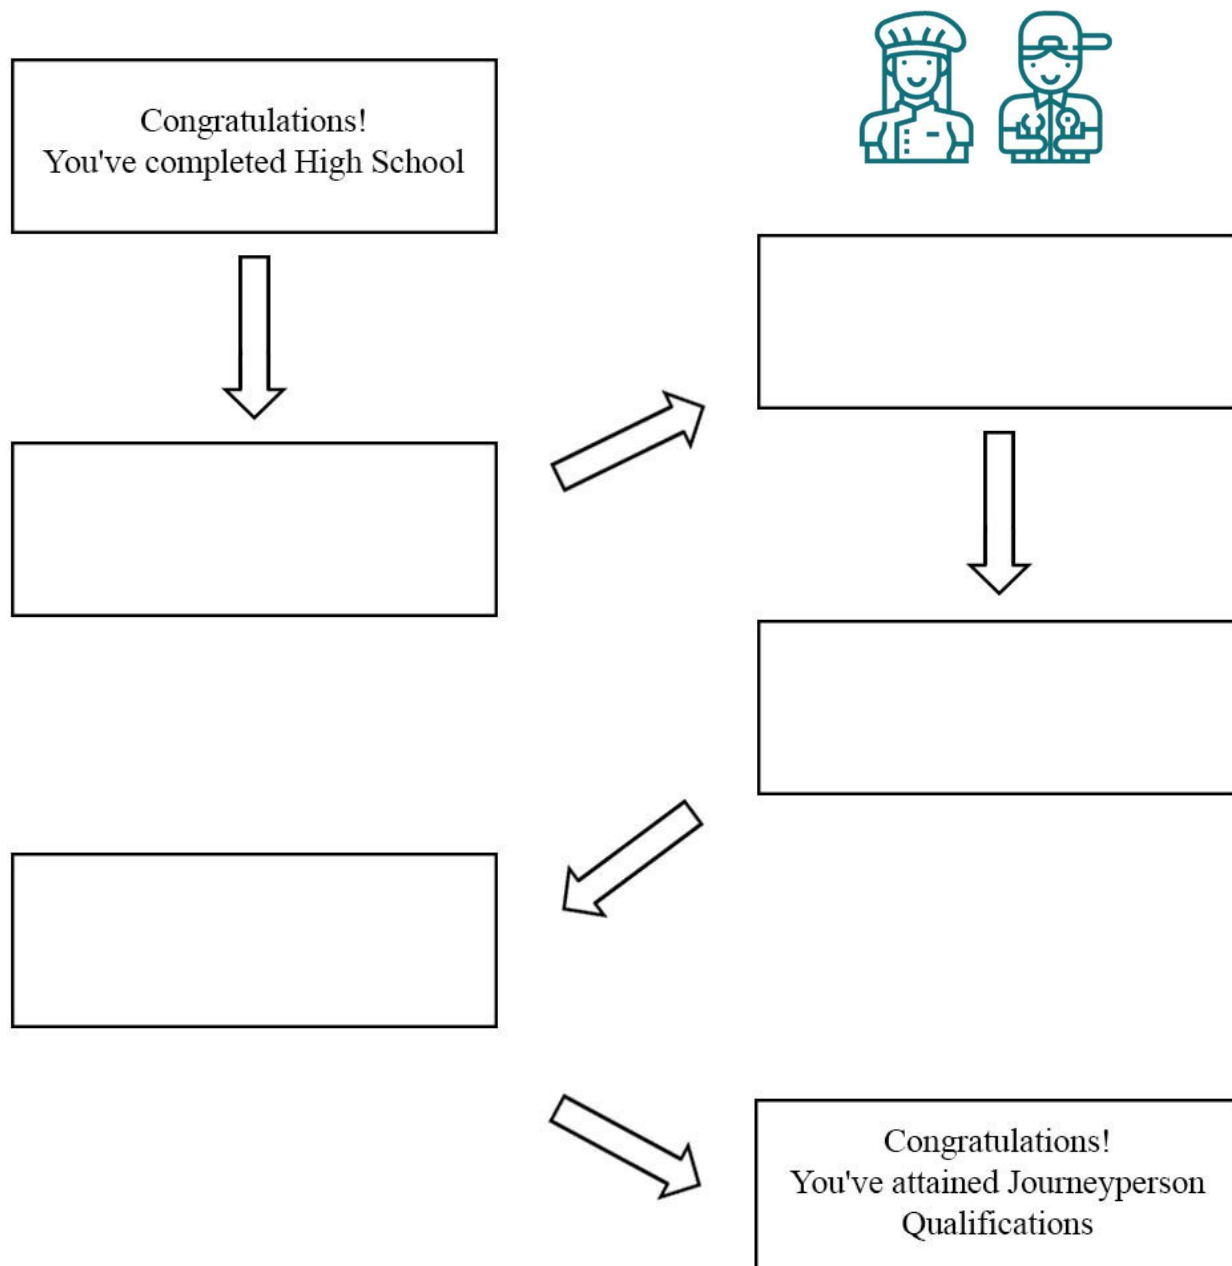 Congratulations!
You've completed High School
Congratulations!
You've attained Journeyperson
Qualifications